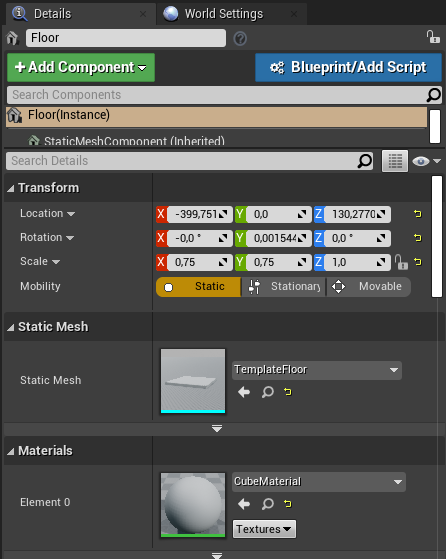 Details
World Settings
Floor
+ Add Component
Blueprint/Add Script
Search Components
Floor(Instance)
StaticMeshComponent (Inherited)
Search Details
Transform
Location X -399,751 Y 0,0 Z 130,2770
Rotation X -0,0 ° Y 0,001544 Z 0,0 °
Scale X 0,75 Y 0,75 Z 1,0
Mobility Static Stationary Movable
Static Mesh
Static Mesh TemplateFloor
Materials
Element 0 CubeMaterial
Textures